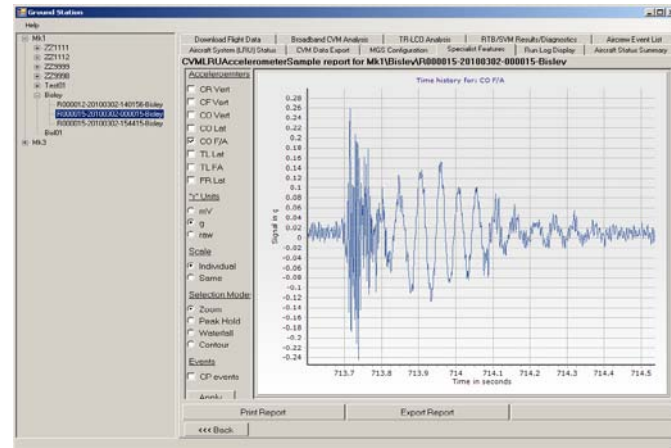 Ground Station
Help
Mk1
ZZ1111
ZZ1112
ZZ9999
ZZ9998
Test01
Bisley
R000012-20100302-140156-Bisley
R000015-20100302-000015-Bisley
R000015-20100302-154415-Bisley
Bis01
Mk3
Download Flight Data Broadband CVM Analysis TR-LCD Analysis RTB/SVM Results/Diagnostics Aircrew Event List
Aircraft System (LRU) Status CVM Data Export MGS Configuration Specialist Features Run Log Display Aircraft Status Summary
CVMLRUAccelerometerSample report for Mk1\Bisley\R000015-20100302-000015-Bisley
Accelerometers
CR Vert
CF Vert
CO Vert
CO Lat
CO F/A
TL Lat
TL FA
FR Lat
"Y" Units
mV
g
raw
Scale
Individual
Same
Selection Mode
Zoom
Peak Hold
Waterfall
Contour
Events
CP events
Apply
Time history for: CO F/A
Signal in g
0.28
0.26
0.24
0.22
0.2
0.18
0.16
0.14
0.12
0.1
0.08
0.06
0.04
0.02
0
-0.02
-0.04
-0.06
-0.08
-0.1
-0.12
-0.14
-0.16
-0.18
-0.2
-0.22
-0.24
713.7 713.8 713.9 714 714.1 714.2 714.3 714.4 714.5
Time in seconds
Print Report Export Report
<<< Back